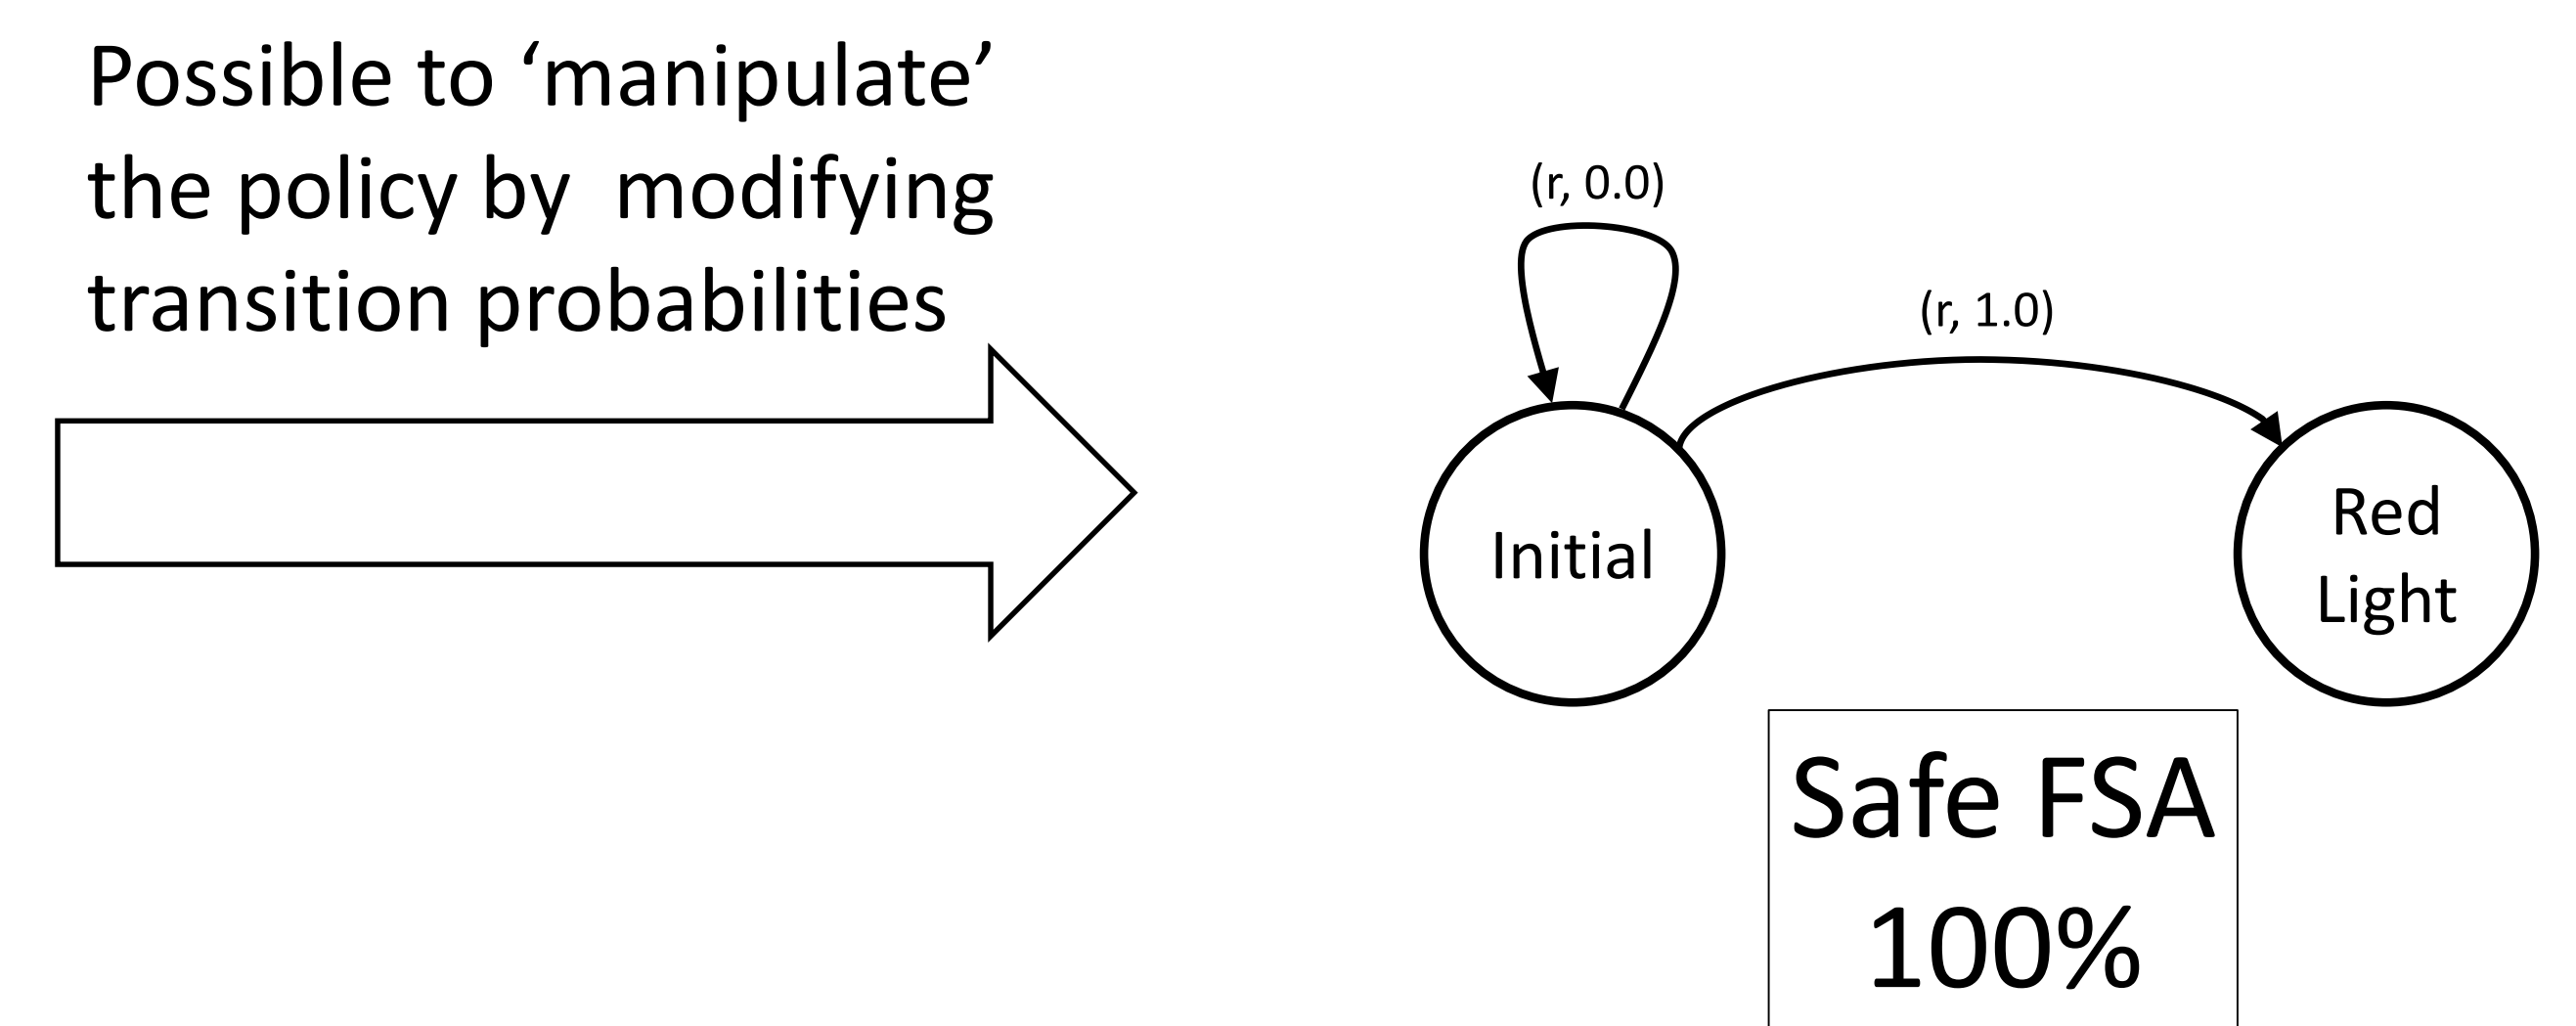 Possible to ‘manipulate’
the policy by  modifying
transition probabilities
(r, 0.0)
(r, 1.0)
Initial
Red
Light
Safe FSA
100%